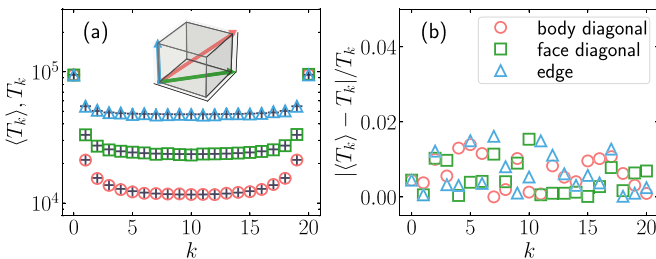 (a)
⟨T_k⟩, T_k
10^5
10^4
0 5 10 15 20
k
(b)
|⟨T_k⟩ − T_k|/T_k
0.04
0.02
0.00
0 5 10 15 20
k
body diagonal
face diagonal
edge